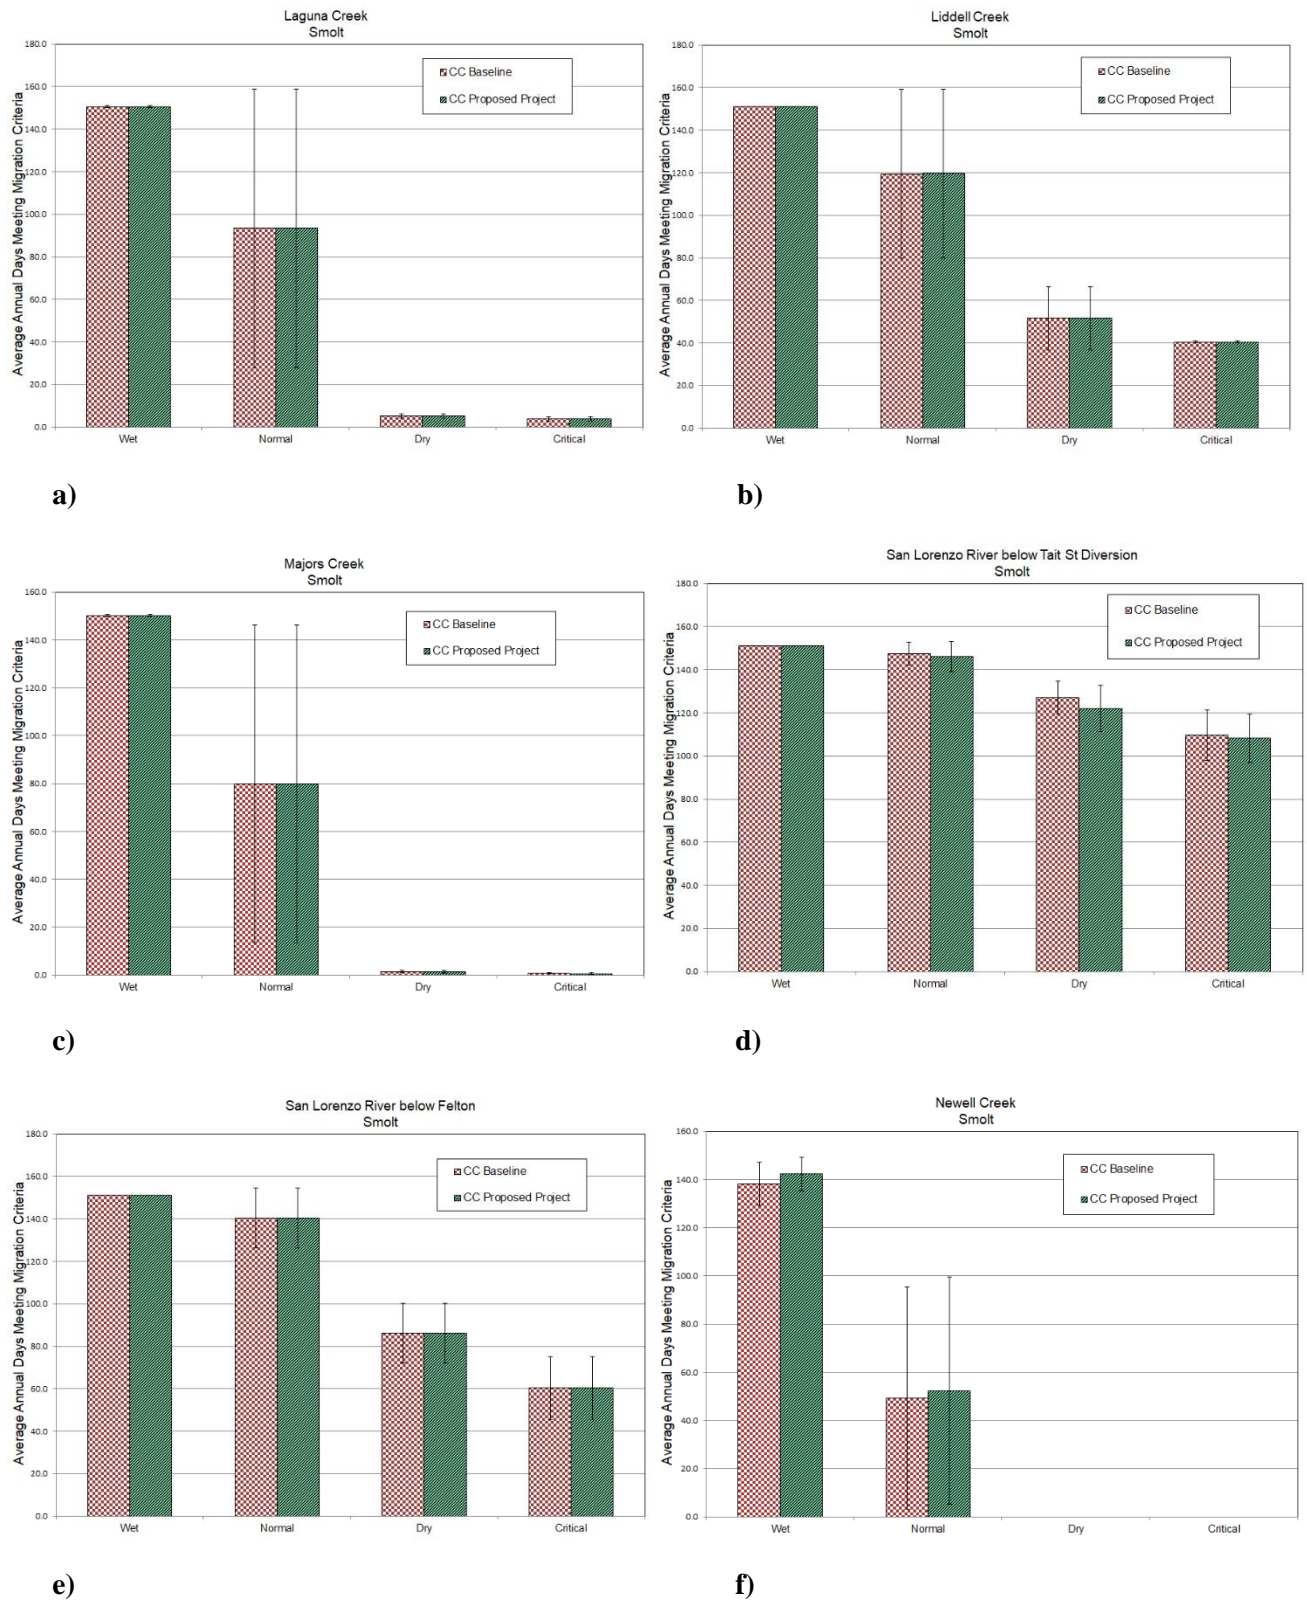 Laguna Creek
Smolt
Average Annual Days Meeting Migration Criteria
180.0
160.0
140.0
120.0
100.0
80.0
60.0
40.0
20.0
0.0
CC Baseline
CC Proposed Project
Wet Normal Dry Critical
a)
Liddell Creek
Smolt
Average Annual Days Meeting Migration Criteria
180.0
160.0
140.0
120.0
100.0
80.0
60.0
40.0
20.0
0.0
CC Baseline
CC Proposed Project
Wet Normal Dry Critical
b)
Majors Creek
Smolt
Average Annual Days Meeting Migration Criteria
160.0
140.0
120.0
100.0
80.0
60.0
40.0
20.0
0.0
CC Baseline
CC Proposed Project
Wet Normal Dry Critical
c)
San Lorenzo River below Tait St Diversion
Smolt
Average Annual Days Meeting Migration Criteria
180.0
160.0
140.0
120.0
100.0
80.0
60.0
40.0
20.0
0.0
CC Baseline
CC Proposed Project
Wet Normal Dry Critical
d)
San Lorenzo River below Felton
Smolt
Average Annual Days Meeting Migration Criteria
180.0
160.0
140.0
120.0
100.0
80.0
60.0
40.0
20.0
0.0
CC Baseline
CC Proposed Project
Wet Normal Dry Critical
e)
Newell Creek
Smolt
Average Annual Days Meeting Migration Criteria
160.0
140.0
120.0
100.0
80.0
60.0
40.0
20.0
0.0
CC Baseline
CC Proposed Project
Wet Normal Dry Critical
f)